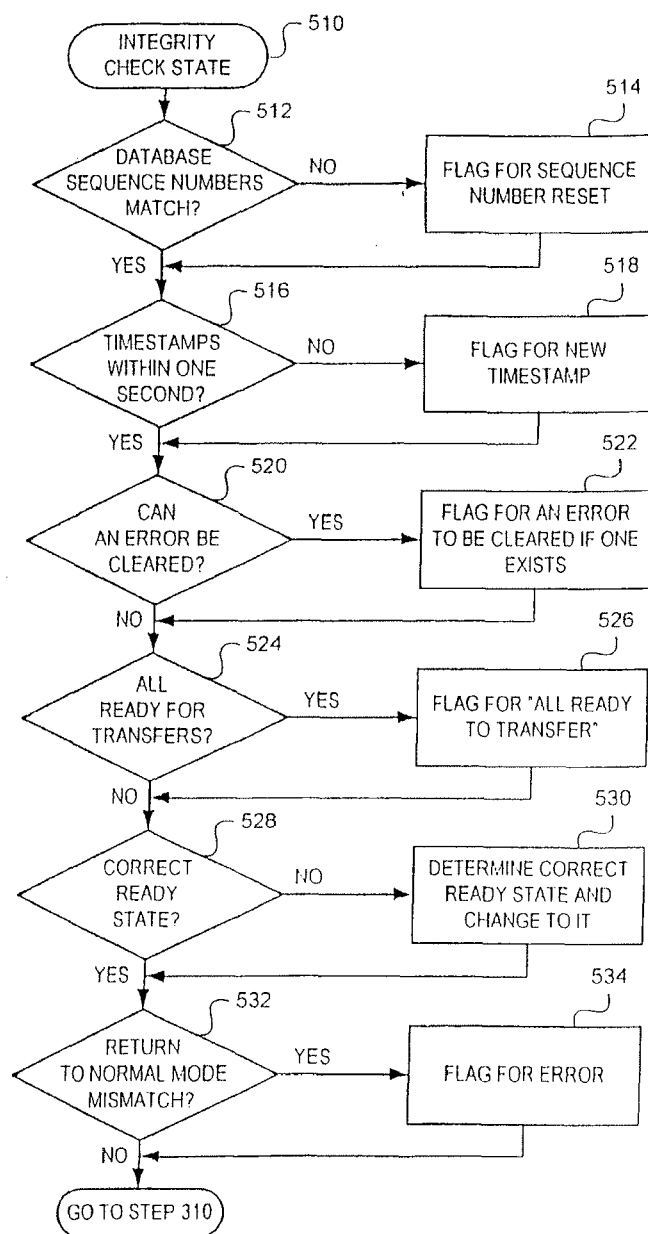 510
INTEGRITY
CHECK STATE
512
DATABASE
SEQUENCE NUMBERS
MATCH?
NO
514
FLAG FOR SEQUENCE
NUMBER RESET
YES
516
TIMESTAMPS
WITHIN ONE
SECOND?
NO
518
FLAG FOR NEW
TIMESTAMP
YES
520
CAN
AN ERROR BE
CLEARED?
YES
522
FLAG FOR AN ERROR
TO BE CLEARED IF ONE
EXISTS
NO
524
ALL
READY FOR
TRANSFERS?
YES
526
FLAG FOR "ALL READY
TO TRANSFER"
NO
528
CORRECT
READY
STATE?
NO
530
DETERMINE CORRECT
READY STATE AND
CHANGE TO IT
YES
532
RETURN
TO NORMAL MODE
MISMATCH?
YES
534
FLAG FOR ERROR
NO
GO TO STEP 310